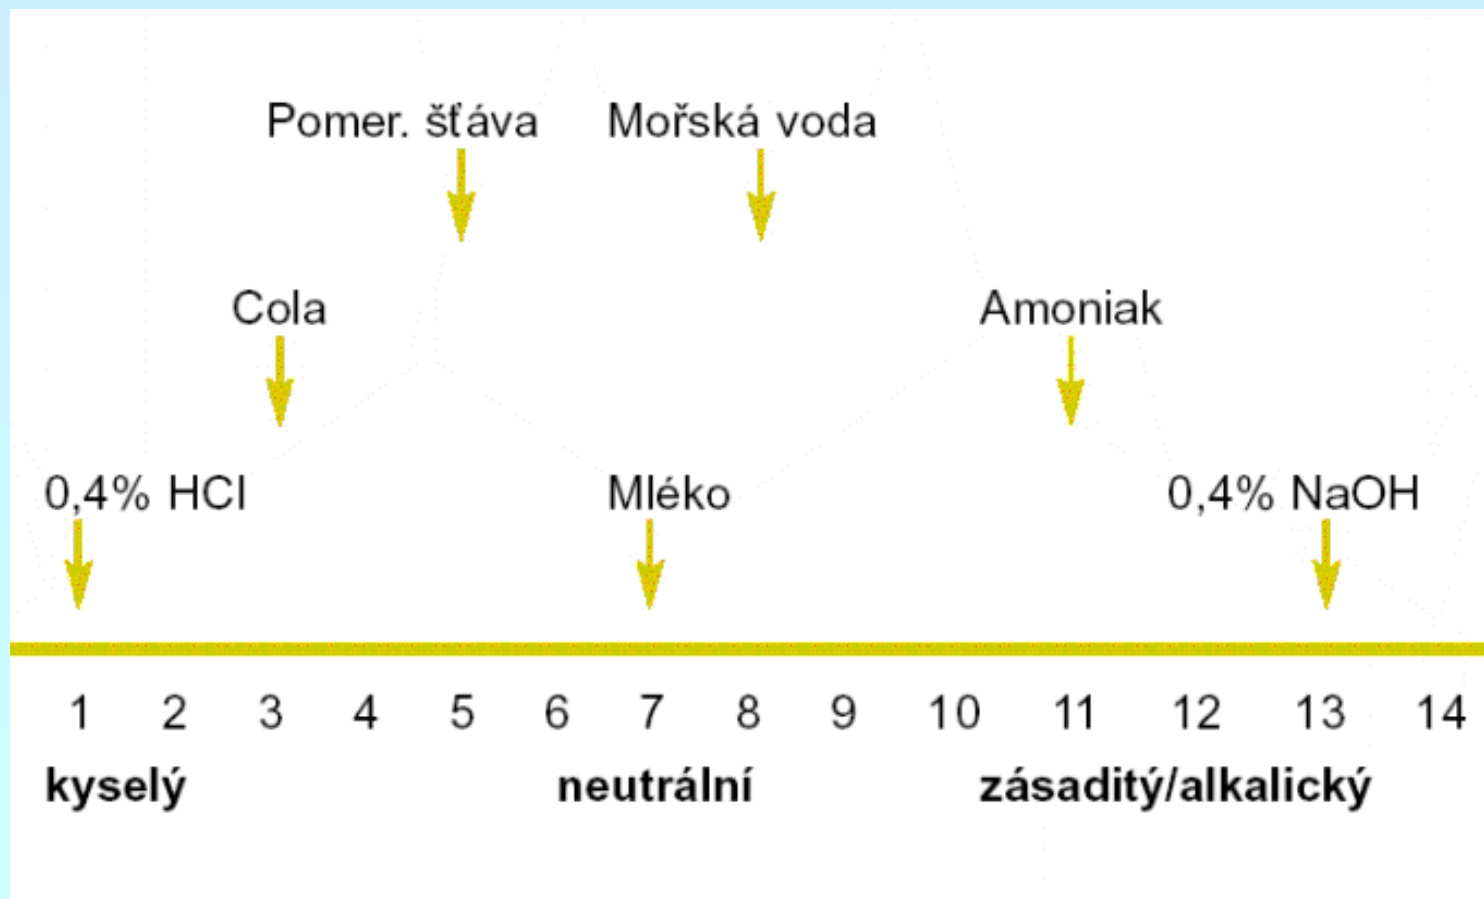 Pomer. šťáva Mořská voda
Cola Amoniak
0,4% HCl Mléko 0,4% NaOH
1 2 3 4 5 6 7 8 9 10 11 12 13 14
kyselý neutrální zásaditý/alkalický